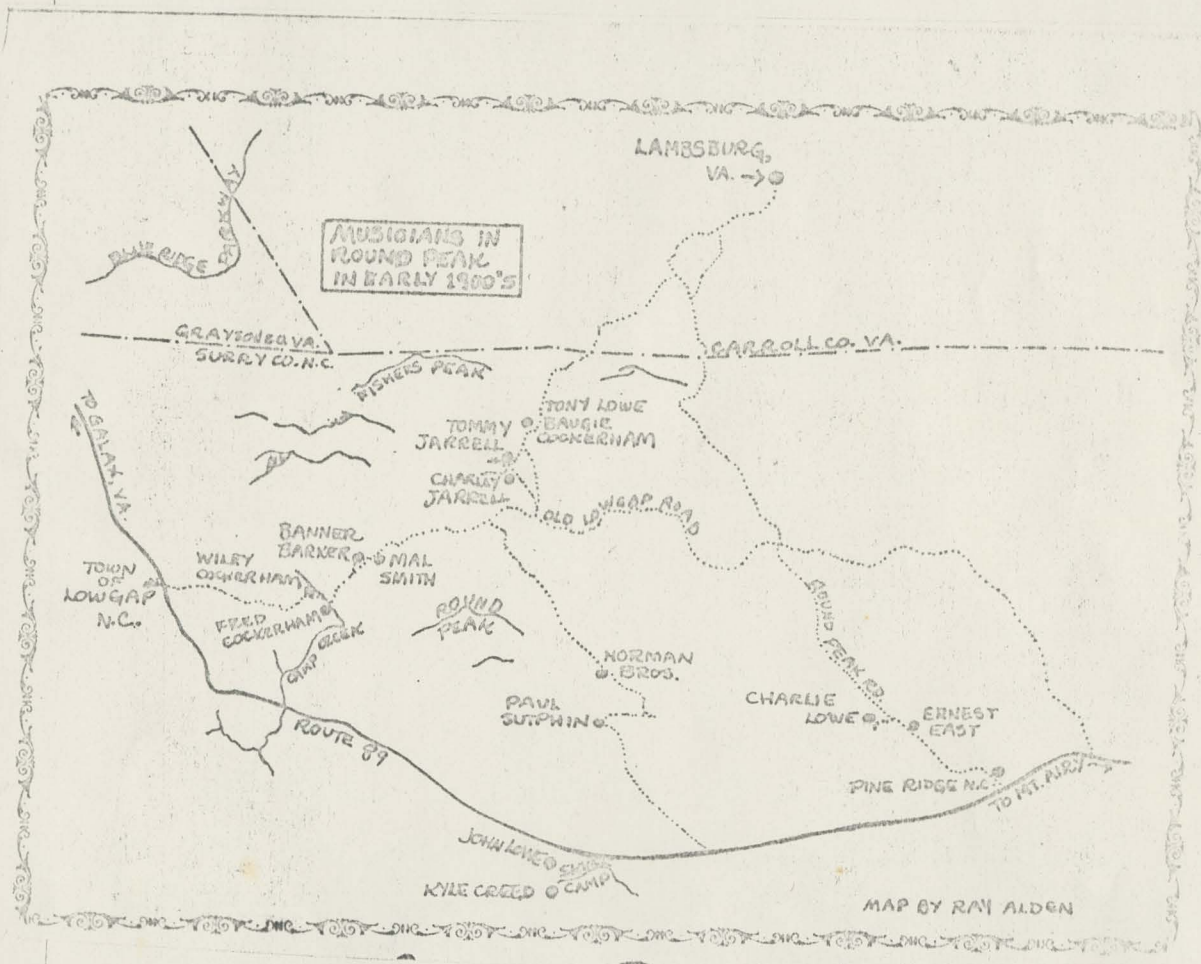 LAMBSBURG,
VA. →
MUSICIANS IN
ROUND PEAK
IN EARLY 1900'S
BLUE RIDGE
GRAYSON CO. VA.
SURRY CO. N.C.
CARROLL CO. VA.
FISHERS PEAK
TO GALAX, VA.
TONY LOWE
BAUGIE
COCKERHAM
TOMMY
JARRELL
CHARLEY
JARRELL
OLD LOWGAP ROAD
BANNER
BARKER
MAL
SMITH
WILEY
COCKERHAM
TOWN
OF
LOWGAP
N.C.
FRED
COCKERHAM
CAMP CREEK
ROUND
PEAK
ROUND PEAK RD
NORMAN
BROS.
PAUL
SUTPHIN
CHARLIE
LOWE
ERNEST
EAST
ROUTE 89
PINE RIDGE N.C.
TO MT. AIRY →
JOHN LOWE
KYLE CREED
CAMP
MAP BY RAY ALDEN